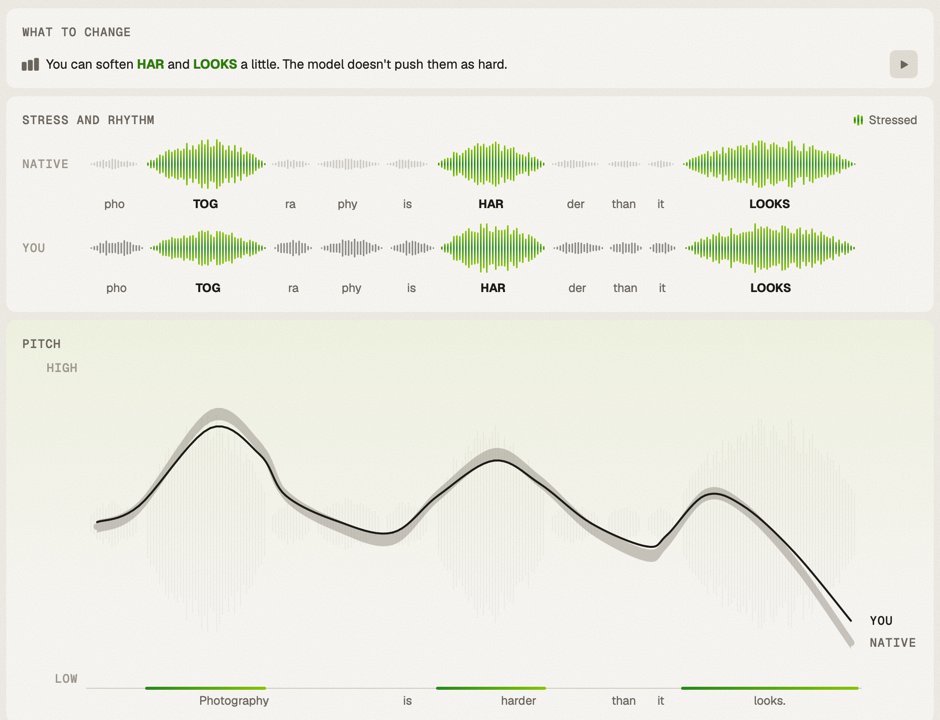 WHAT TO CHANGE
You can soften HAR and LOOKS a little. The model doesn't push them as hard.
STRESS AND RHYTHM
Stressed
NATIVE
pho TOG ra phy is HAR der than it LOOKS
YOU
pho TOG ra phy is HAR der than it LOOKS
PITCH
HIGH
YOU
NATIVE
LOW
Photography is harder than it looks.